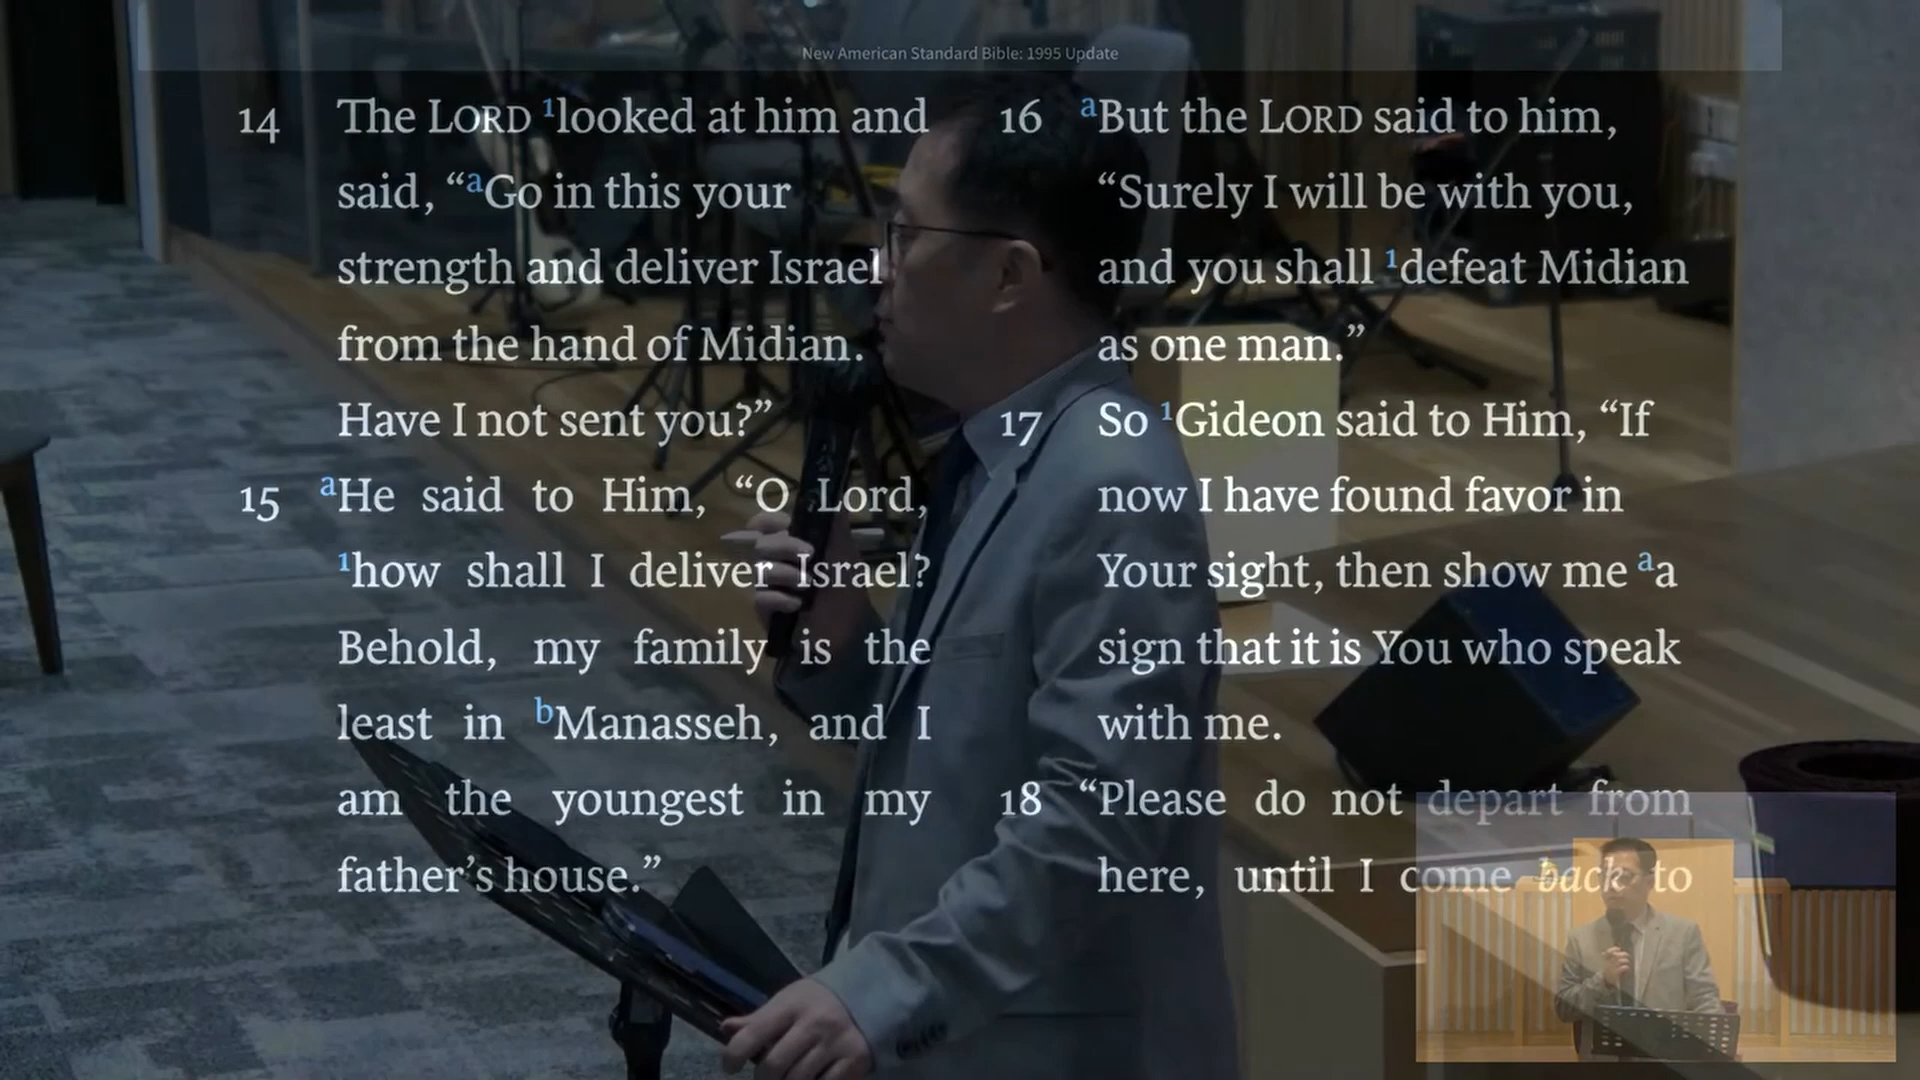 New American Standard Bible: 1995 Update
14 The LORD 1looked at him and
said, “aGo in this your
strength and deliver Israel
from the hand of Midian.
Have I not sent you?”
15 aHe said to Him, “O Lord,
1how shall I deliver Israel?
Behold, my family is the
least in bManasseh, and I
am the youngest in my
father’s house.”
16 aBut the LORD said to him,
“Surely I will be with you,
and you shall 1defeat Midian
as one man.”
17 So 1Gideon said to Him, “If
now I have found favor in
Your sight, then show me aa
sign that it is You who speak
with me.
18 “Please do not depart from
here, until I come back to